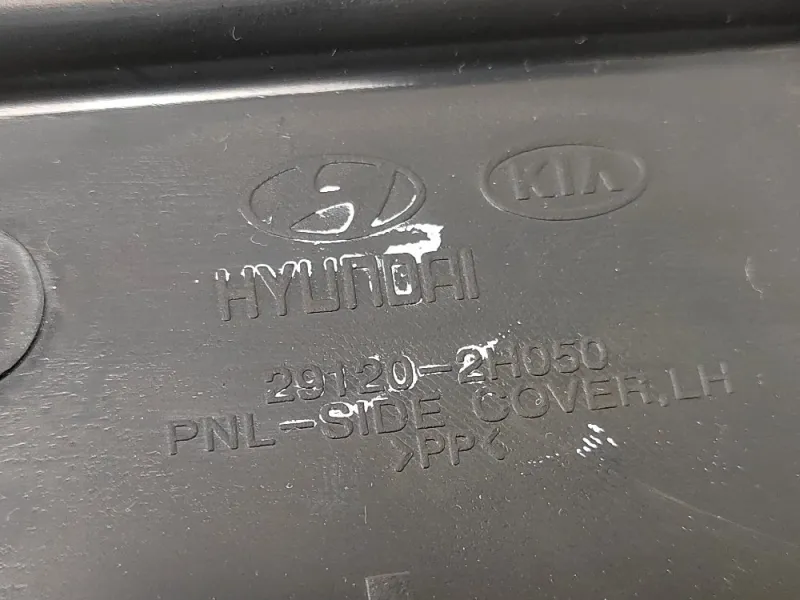 KIA
HYUNDAI
29120-2H050
PNL-SIDE COVER,LH
>PP<